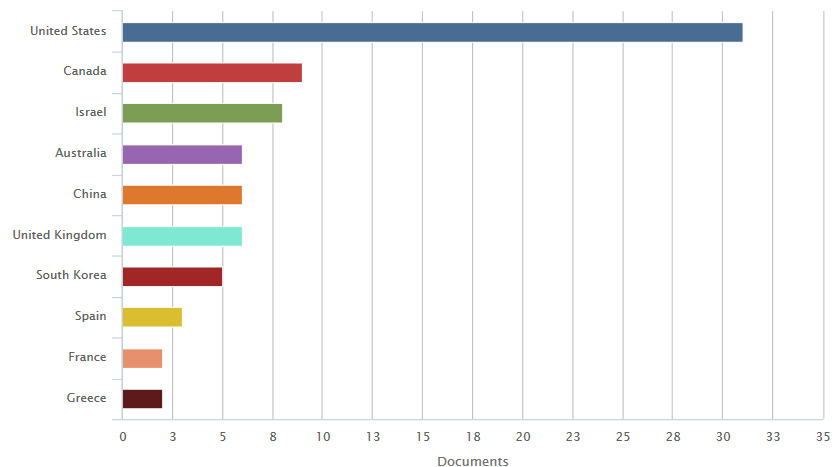 United States
Canada
Israel
Australia
China
United Kingdom
South Korea
Spain
France
Greece
0 3 5 8 10 13 15 18 20 23 25 28 30 33 35
Documents